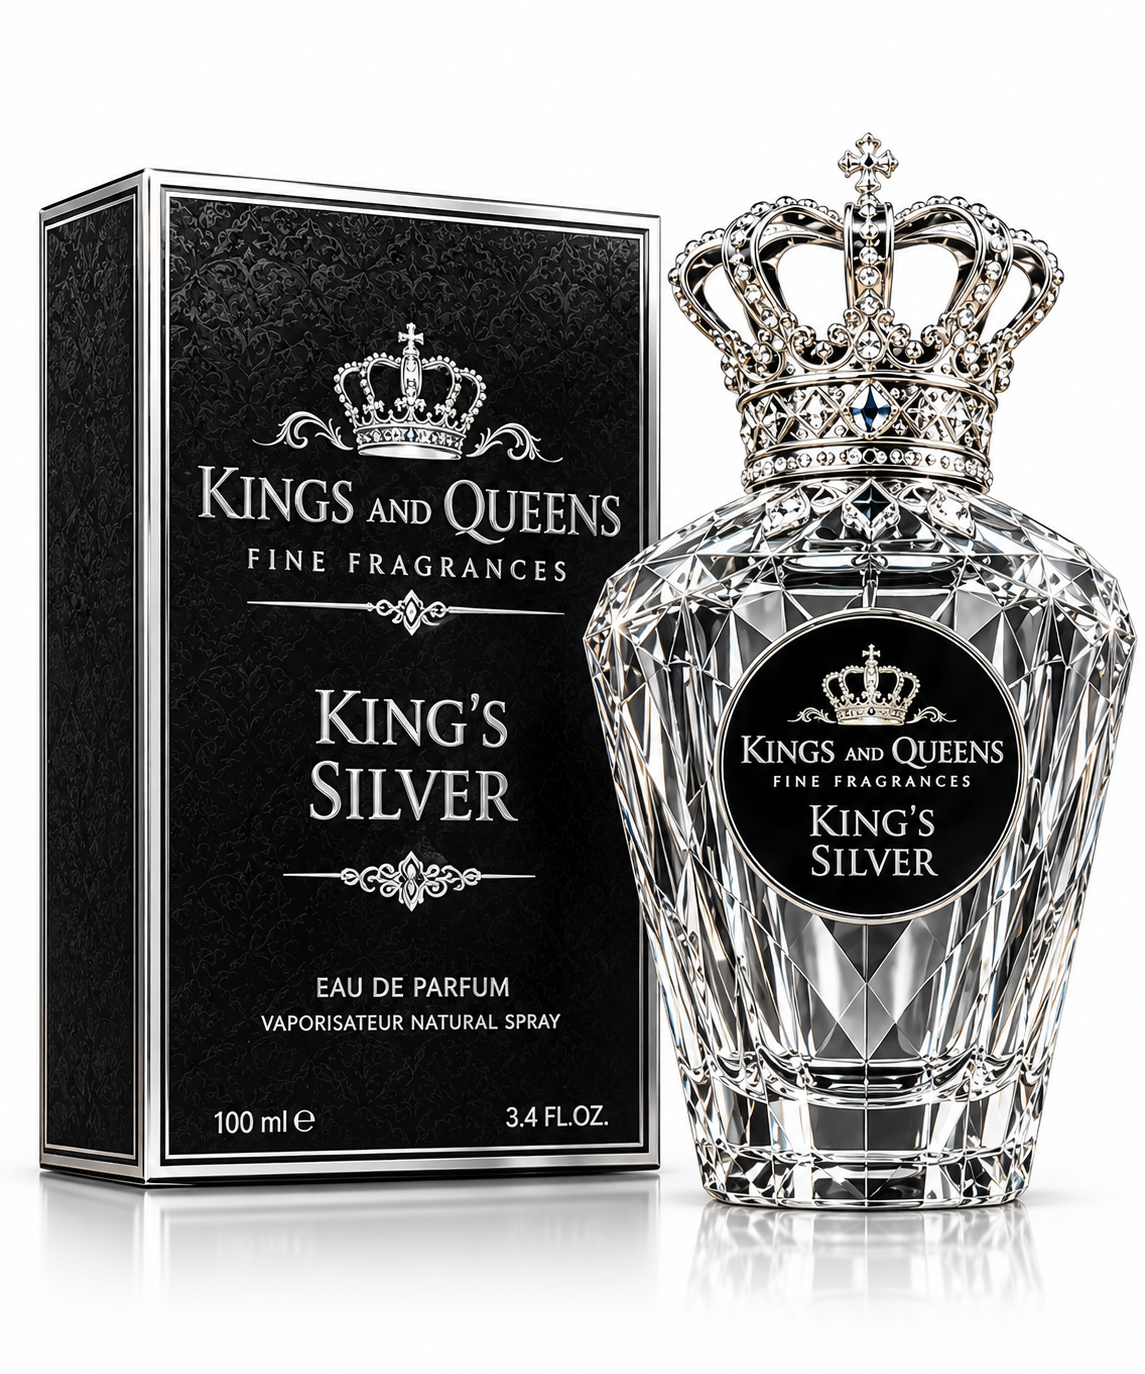 KINGS AND QUEENS
FINE FRAGRANCES
KING'S
SILVER
EAU DE PARFUM
VAPORISATEUR NATURAL SPRAY
100 ml ℮
3.4 FL.OZ.
KINGS AND QUEENS
FINE FRAGRANCES
KING'S
SILVER